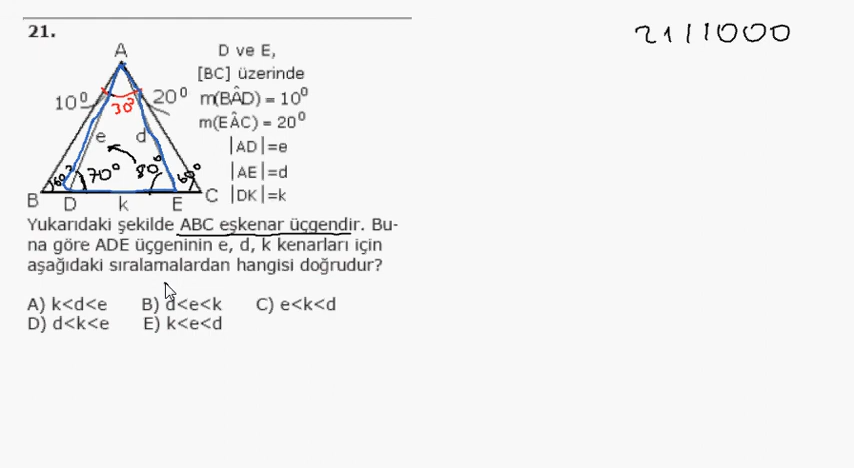 21.
2111000
A
D ve E,
[BC] üzerinde
10⁰ 20⁰ m(BÂD) = 10⁰
30⁰
m(EÂC) = 20⁰
e d |AD|=e
|AE|=d
60⁰ 70⁰ 80⁰ 60⁰
B D k E C |DK|=k
Yukarıdaki şekilde ABC eşkenar üçgendir. Bu-
na göre ADE üçgeninin e, d, k kenarları için
aşağıdaki sıralamalardan hangisi doğrudur?
A) k<d<e B) d<e<k C) e<k<d
D) d<k<e E) k<e<d